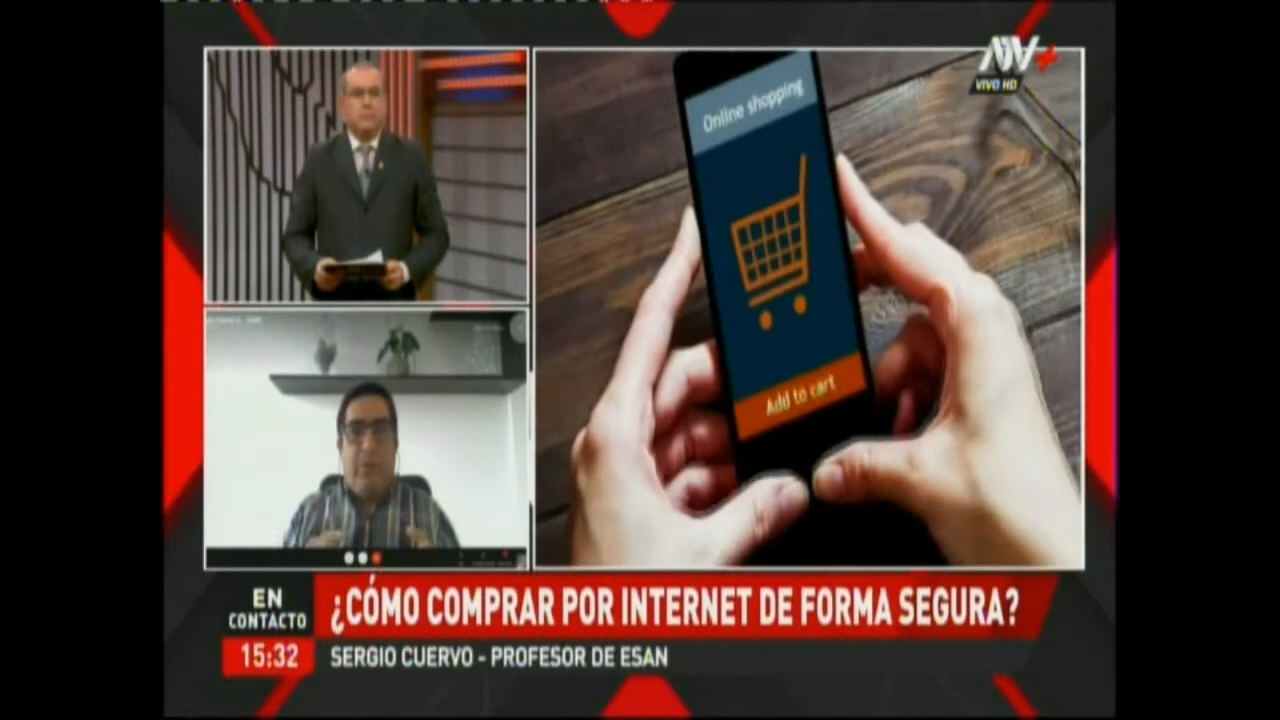 ATV+
VIVO HD
Online shopping
Add to cart
EN
CONTACTO
¿CÓMO COMPRAR POR INTERNET DE FORMA SEGURA?
15:32
SERGIO CUERVO - PROFESOR DE ESAN